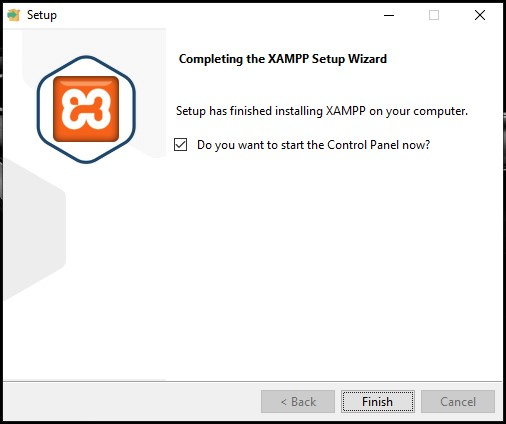 Setup
Completing the XAMPP Setup Wizard
Setup has finished installing XAMPP on your computer.
Do you want to start the Control Panel now?
< Back
Finish
Cancel